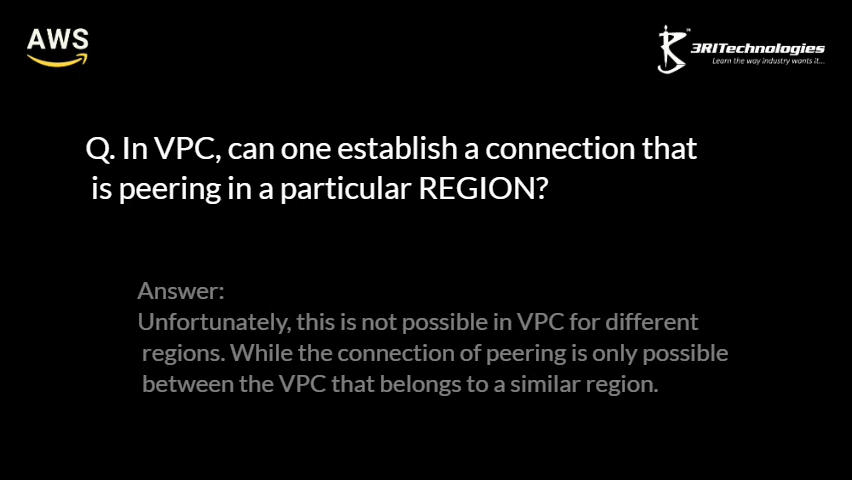 AWS
3RITechnologies
Learn the way industry wants it...
Q. In VPC, can one establish a connection that
is peering in a particular REGION?
Answer:
Unfortunately, this is not possible in VPC for different
regions. While the connection of peering is only possible
between the VPC that belongs to a similar region.